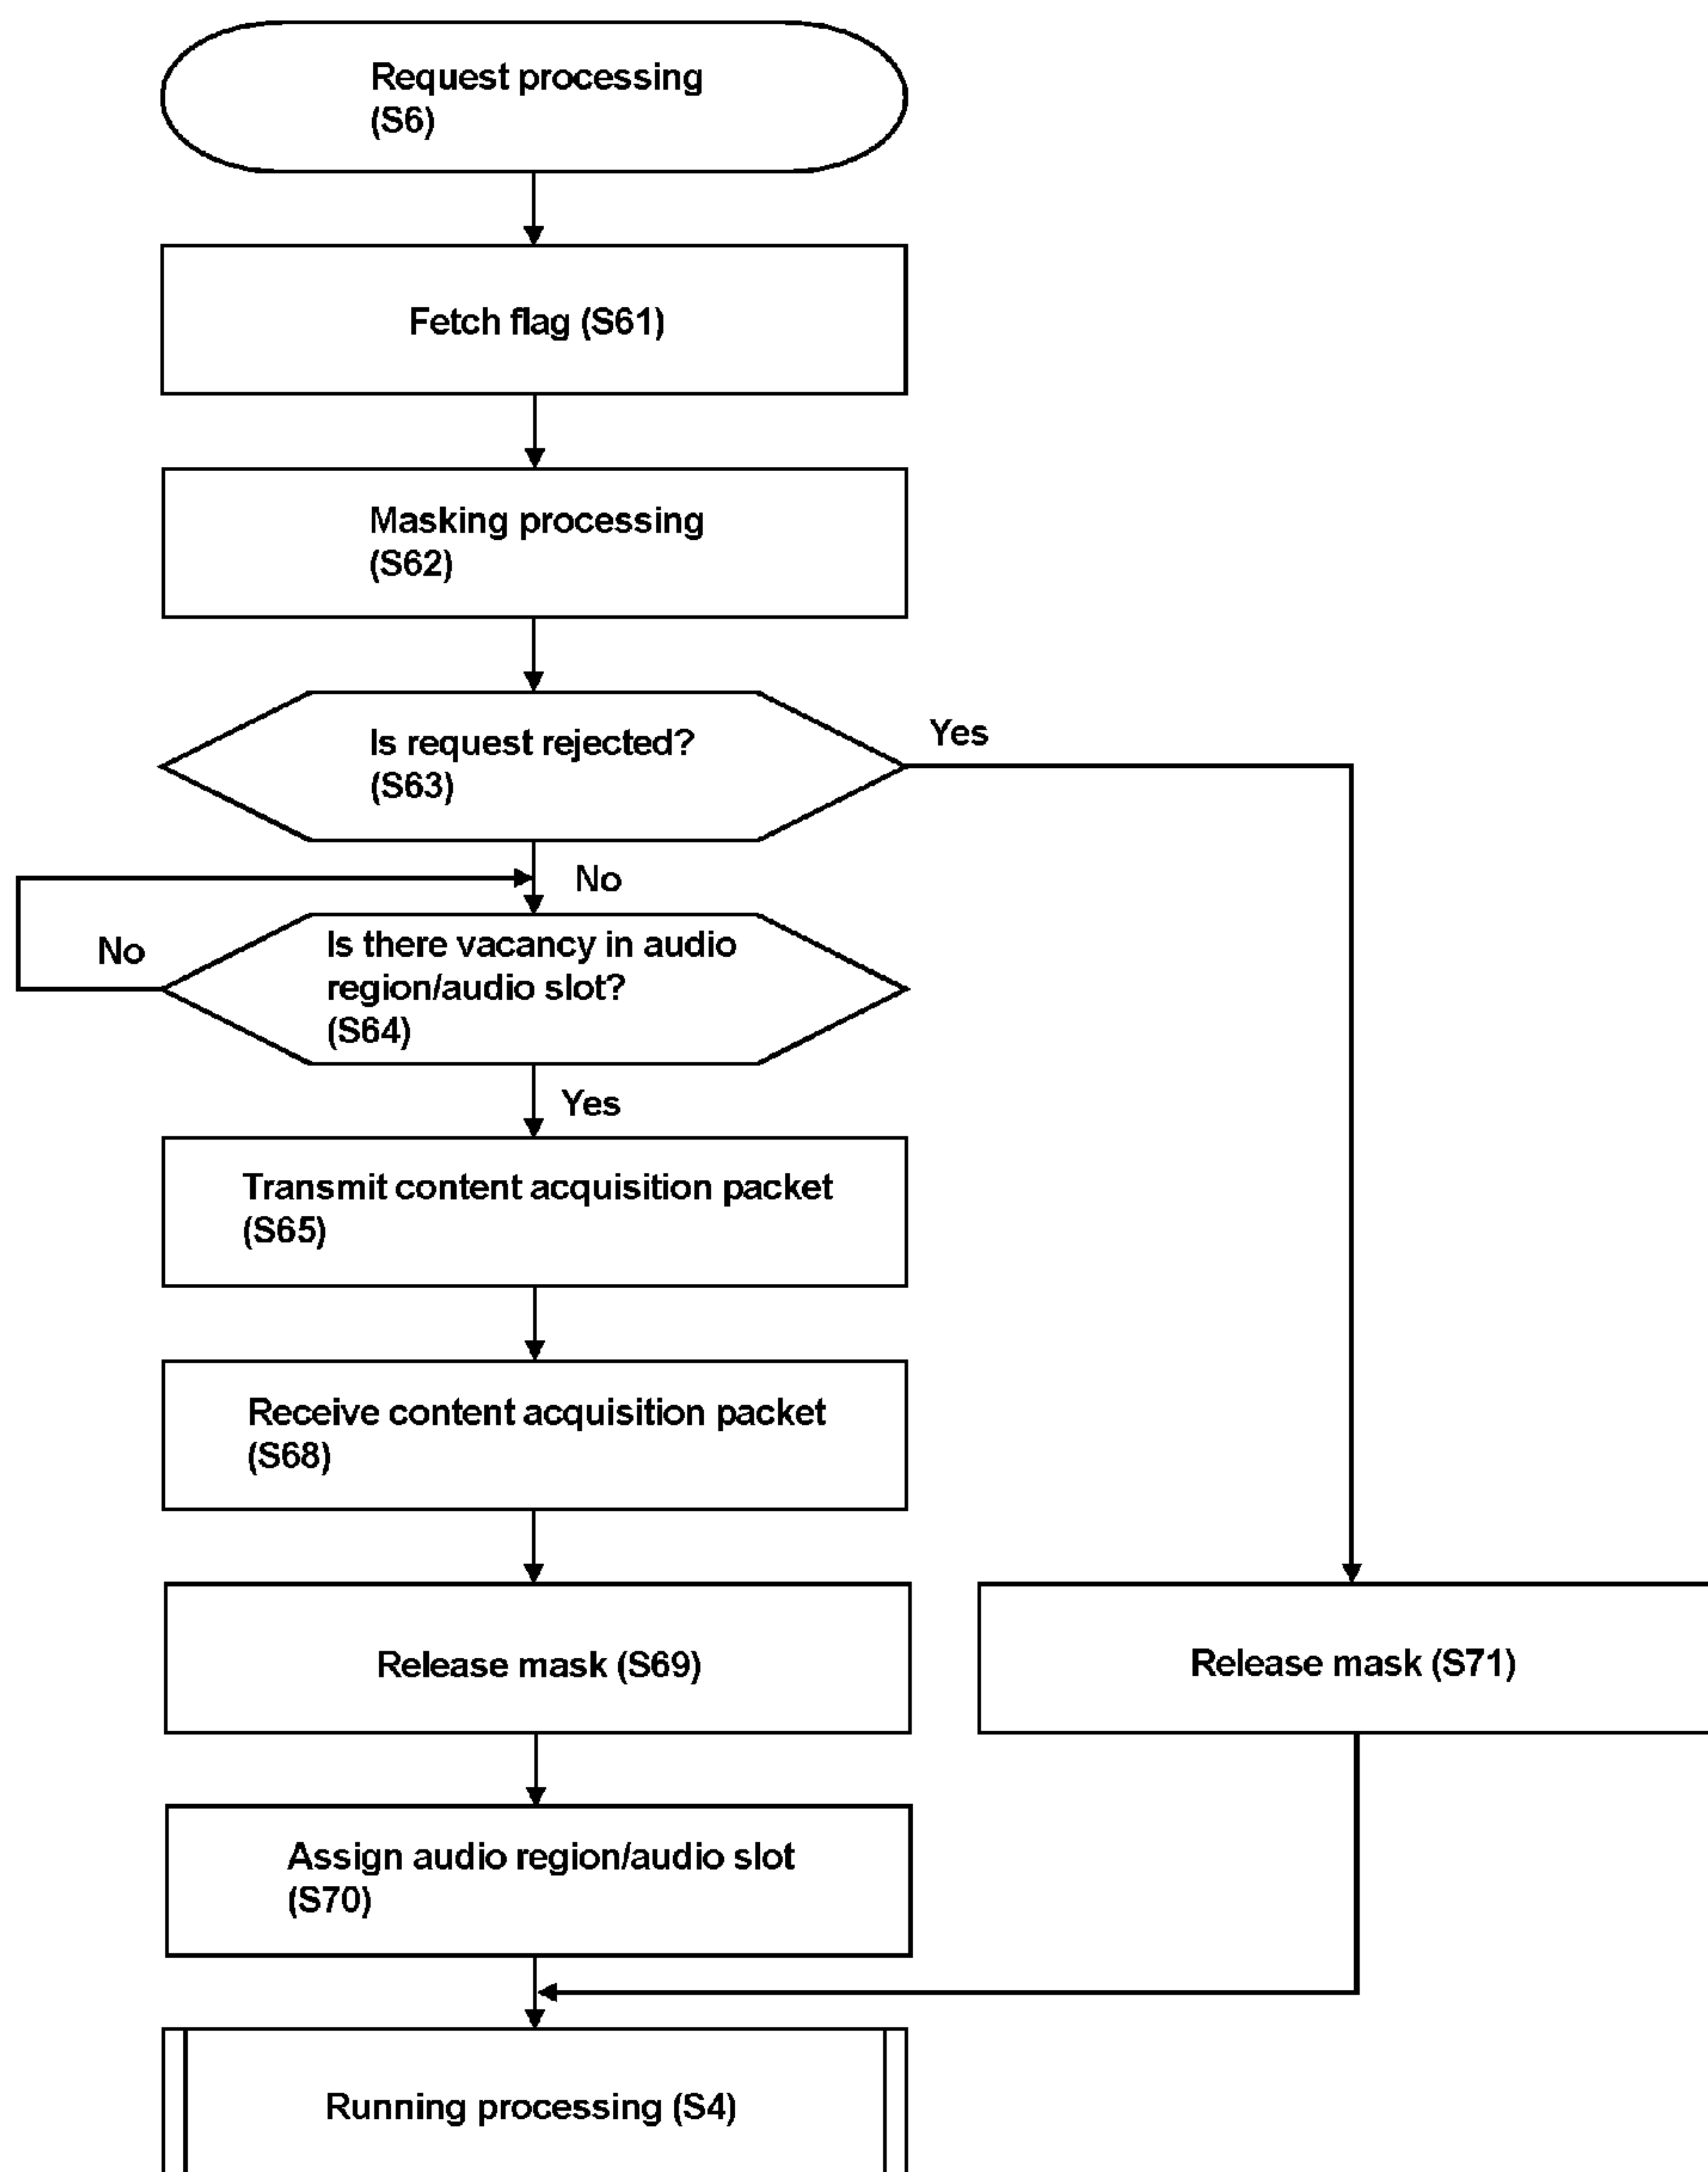 Request processing
(S6)
Fetch flag (S61)
Masking processing
(S62)
Is request rejected?
(S63)
Yes
No
No
Is there vacancy in audio
region/audio slot?
(S64)
Yes
Transmit content acquisition packet
(S65)
Receive content acquisition packet
(S68)
Release mask (S69)
Release mask (S71)
Assign audio region/audio slot
(S70)
Running processing (S4)